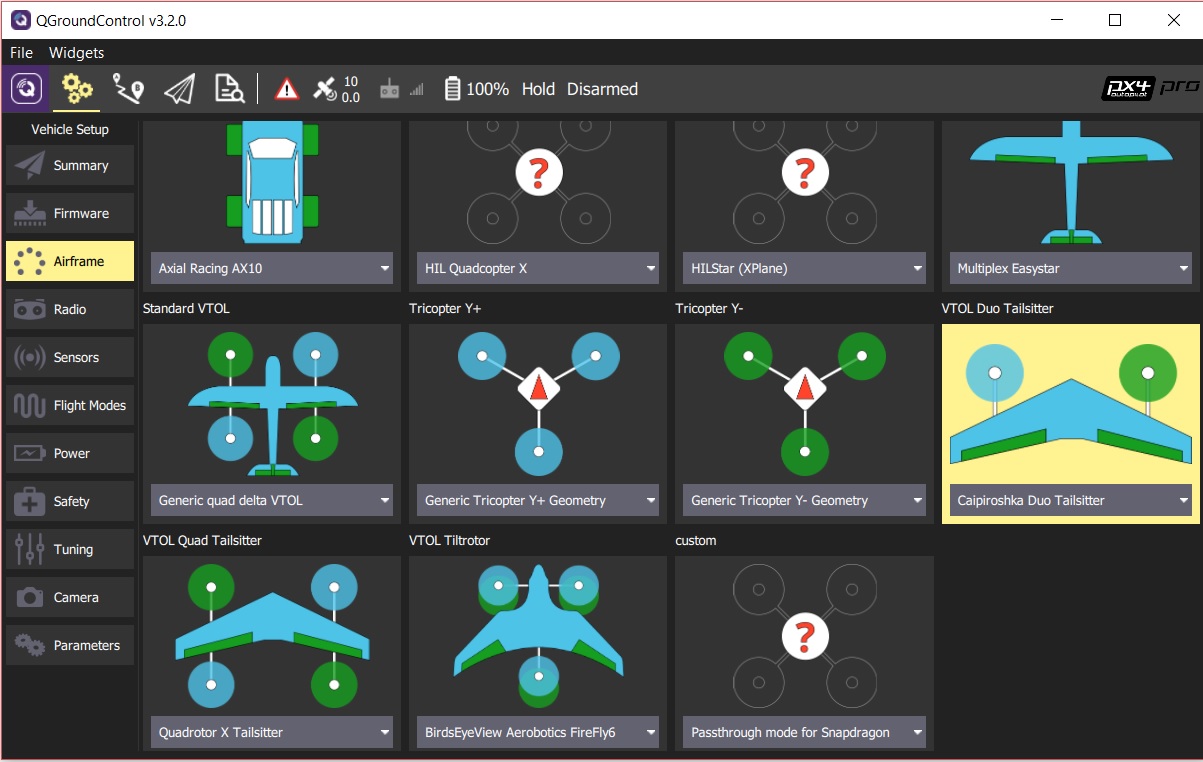 QGroundControl v3.2.0
File Widgets
10
0.0
100% Hold Disarmed
px4 pro
autopilot
Vehicle Setup
Summary
Firmware
Airframe
Radio
Sensors
Flight Modes
Power
Safety
Tuning
Camera
Parameters
Axial Racing AX10
HIL Quadcopter X
HILStar (XPlane)
Multiplex Easystar
Standard VTOL
Tricopter Y+
Tricopter Y-
VTOL Duo Tailsitter
Generic quad delta VTOL
Generic Tricopter Y+ Geometry
Generic Tricopter Y- Geometry
Caipiroshka Duo Tailsitter
VTOL Quad Tailsitter
VTOL Tiltrotor
custom
Quadrotor X Tailsitter
BirdsEyeView Aerobotics FireFly6
Passthrough mode for Snapdragon